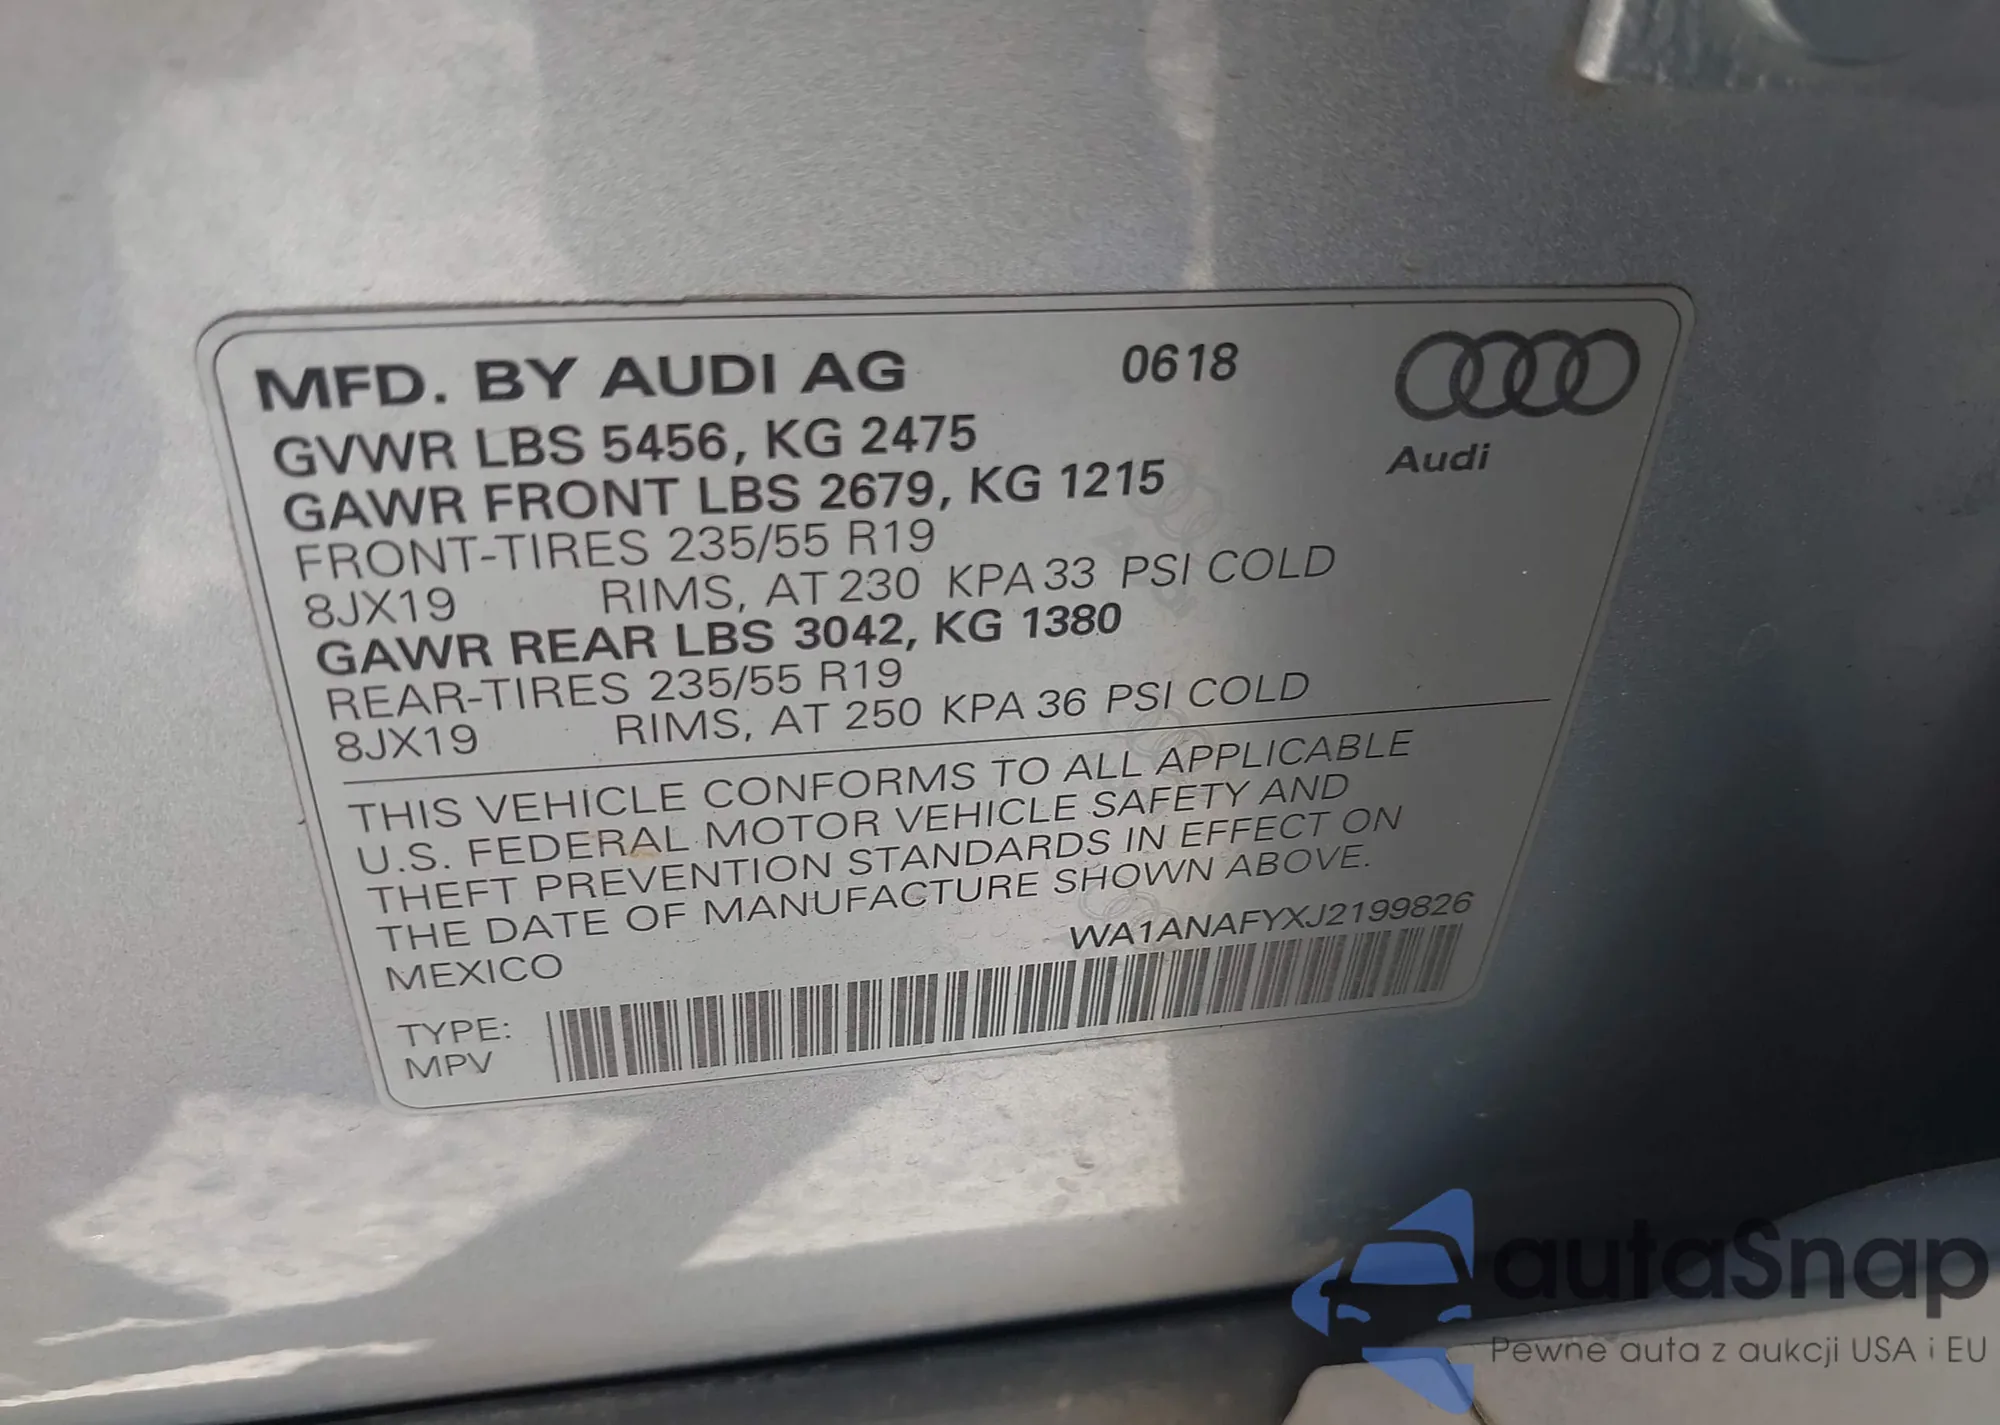 MFD. BY AUDI AG 0618
Audi
GVWR LBS 5456, KG 2475
GAWR FRONT LBS 2679, KG 1215
FRONT-TIRES 235/55 R19
8JX19 RIMS, AT 230 KPA 33 PSI COLD
GAWR REAR LBS 3042, KG 1380
REAR-TIRES 235/55 R19
8JX19 RIMS, AT 250 KPA 36 PSI COLD
THIS VEHICLE CONFORMS TO ALL APPLICABLE
U.S. FEDERAL MOTOR VEHICLE SAFETY AND
THEFT PREVENTION STANDARDS IN EFFECT ON
THE DATE OF MANUFACTURE SHOWN ABOVE.
WA1ANAFYXJ2199826
MEXICO
TYPE:
MPV
autaSnap
Pewne auta z aukcji USA i EU